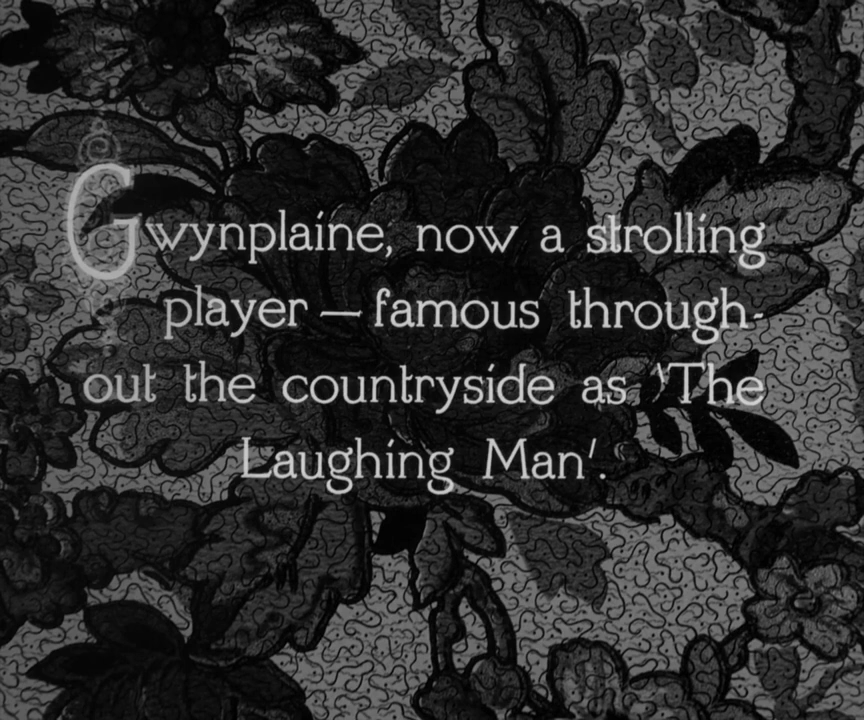 Gwynplaine, now a strolling
player — famous through-
out the countryside as 'The
Laughing Man'.